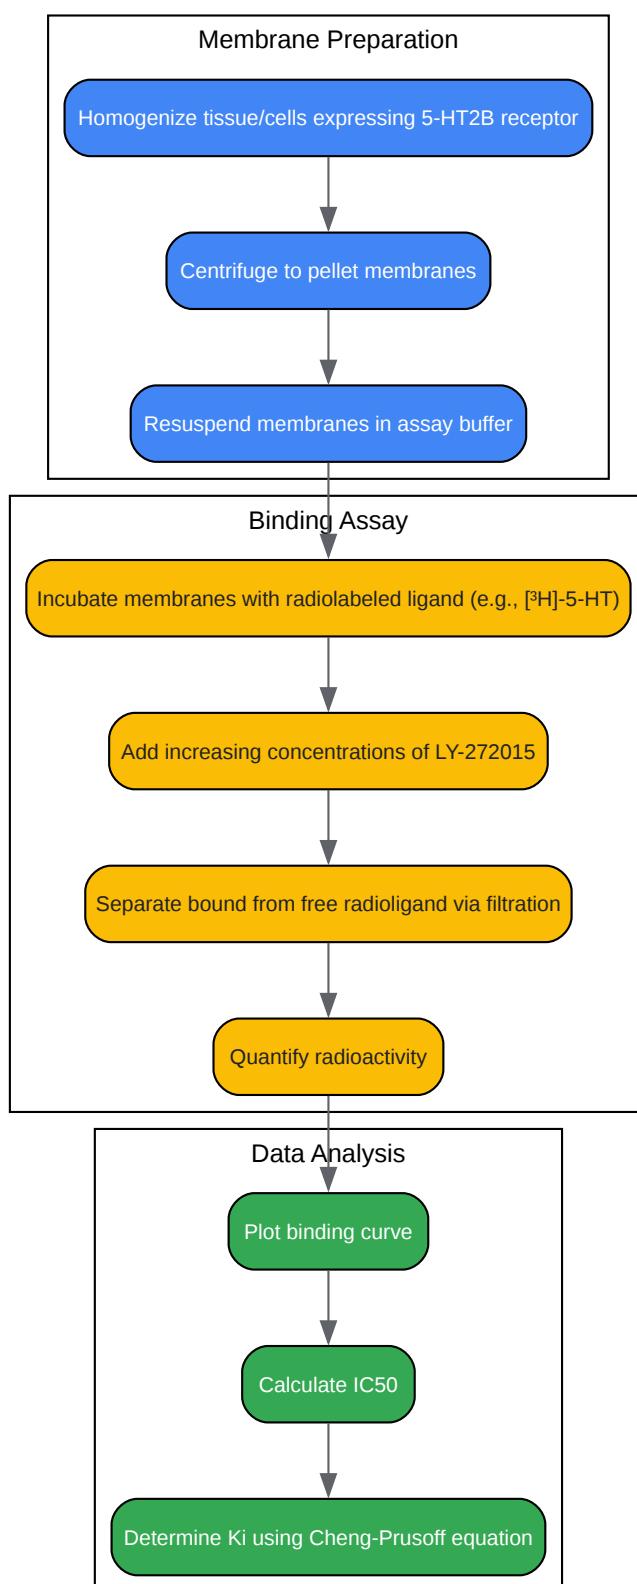 Membrane Preparation
Homogenize tissue/cells expressing 5-HT2B receptor
Centrifuge to pellet membranes
Resuspend membranes in assay buffer
Binding Assay
Incubate membranes with radiolabeled ligand (e.g., [³H]-5-HT)
Add increasing concentrations of LY-272015
Separate bound from free radioligand via filtration
Quantify radioactivity
Data Analysis
Plot binding curve
Calculate IC50
Determine Ki using Cheng-Prusoff equation